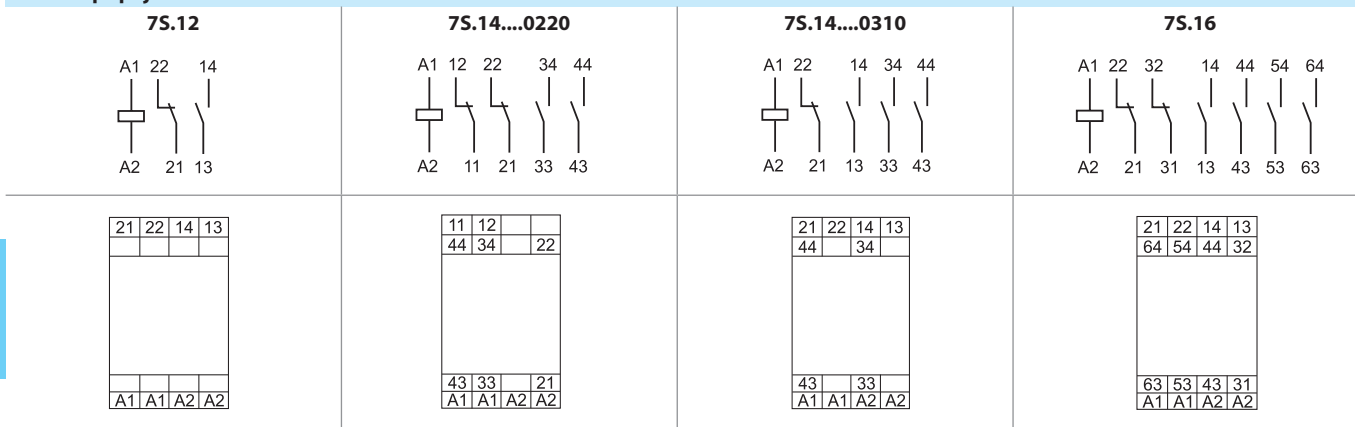 7S.12 7S.14....0220 7S.14....0310 7S.16
A1 22 14 A1 12 22 34 44 A1 22 14 34 44 A1 22 32 14 44 54 64
A2 21 13 A2 11 21 33 43 A2 21 13 33 43 A2 21 31 13 43 53 63
21 22 14 13 11 12 21 22 14 13 21 22 14 13
44 34 22 44 34 64 54 44 32
43 33 21 43 33 63 53 43 31
A1 A1 A2 A2 A1 A1 A2 A2 A1 A1 A2 A2 A1 A1 A2 A2